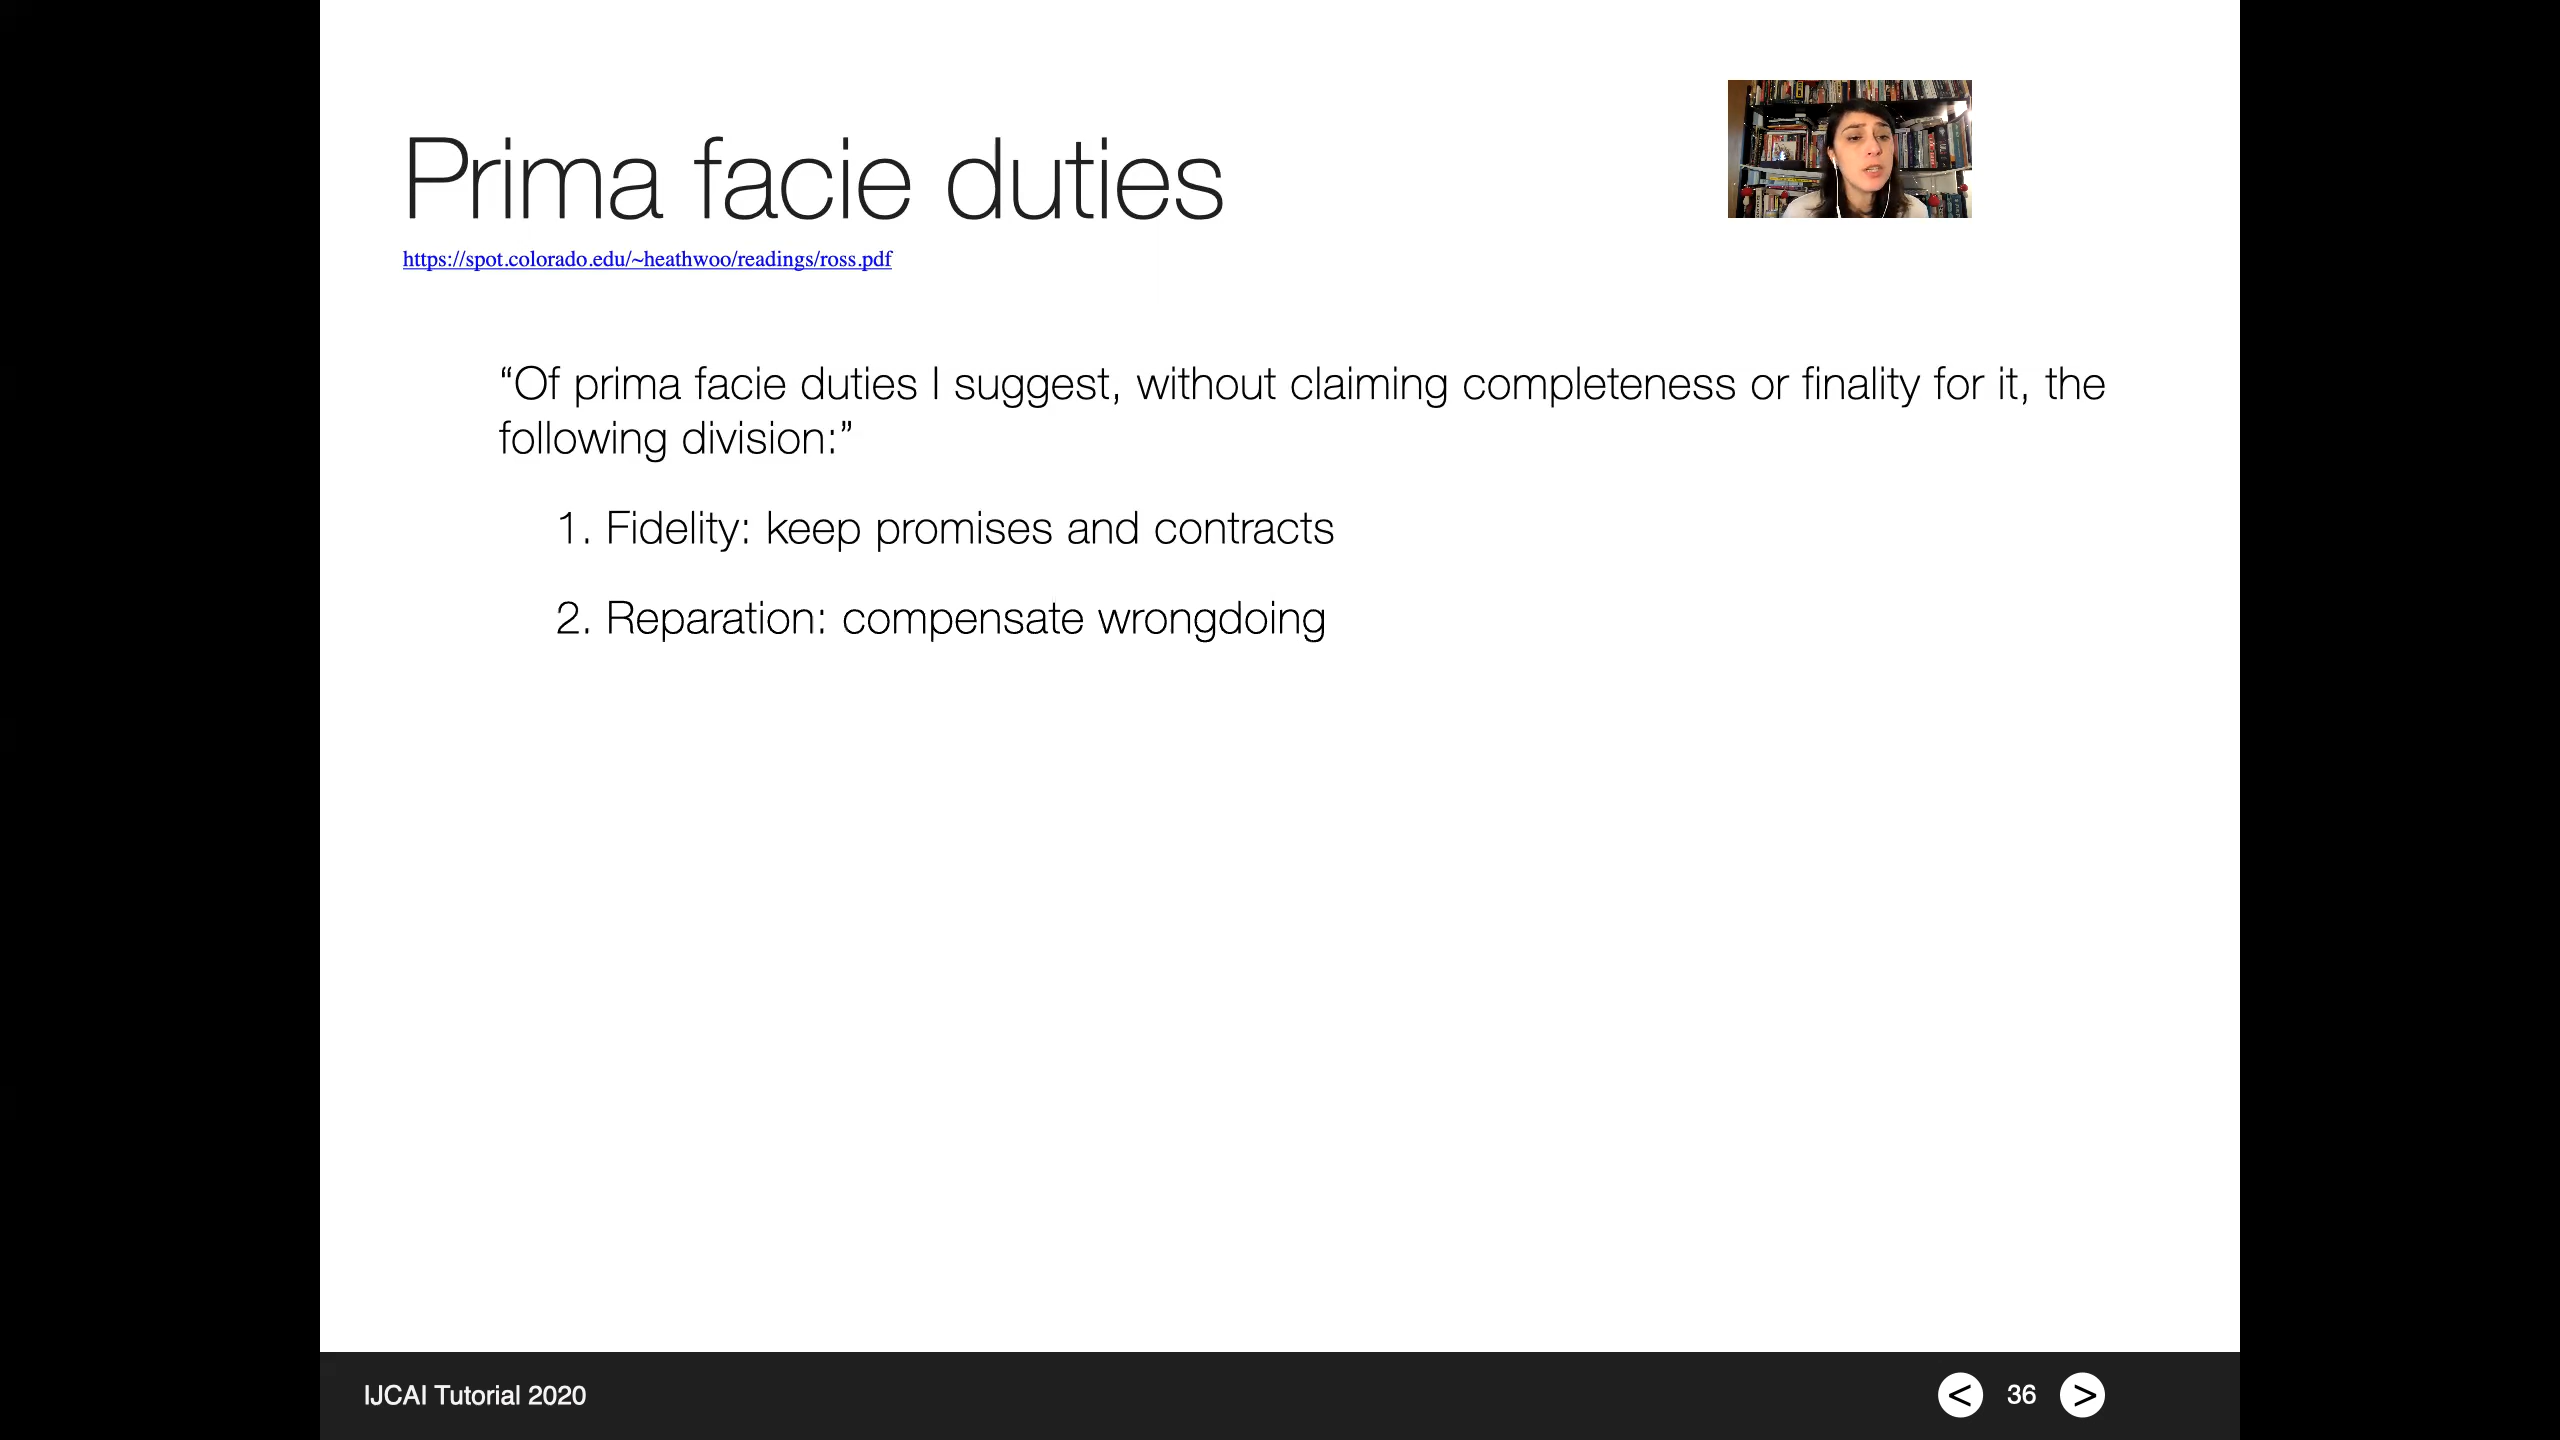 Prima facie duties
https://spot.colorado.edu/~heathwoo/readings/ross.pdf
“Of prima facie duties I suggest, without claiming completeness or finality for it, the
following division:”
1. Fidelity: keep promises and contracts
2. Reparation: compensate wrongdoing
IJCAI Tutorial 2020
< 36 >